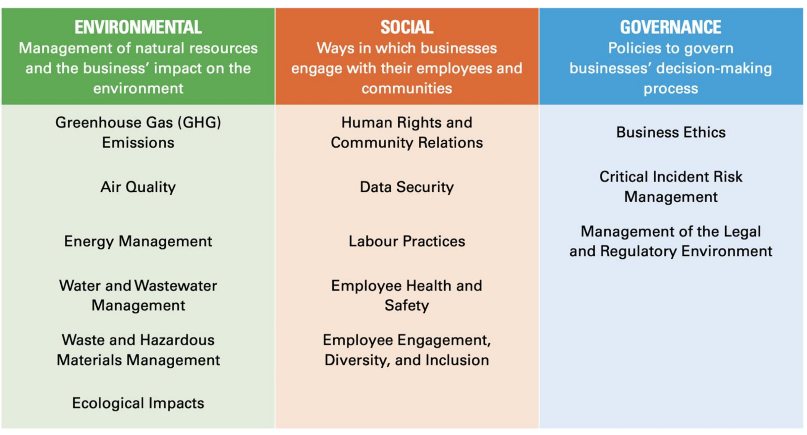 ENVIRONMENTAL
Management of natural resources
and the business' impact on the
environment
Greenhouse Gas (GHG)
Emissions
Air Quality
Energy Management
Water and Wastewater
Management
Waste and Hazardous
Materials Management
Ecological Impacts
SOCIAL
Ways in which businesses
engage with their employees and
communities
Human Rights and
Community Relations
Data Security
Labour Practices
Employee Health and
Safety
Employee Engagement,
Diversity, and Inclusion
GOVERNANCE
Policies to govern
businesses' decision-making
process
Business Ethics
Critical Incident Risk
Management
Management of the Legal
and Regulatory Environment